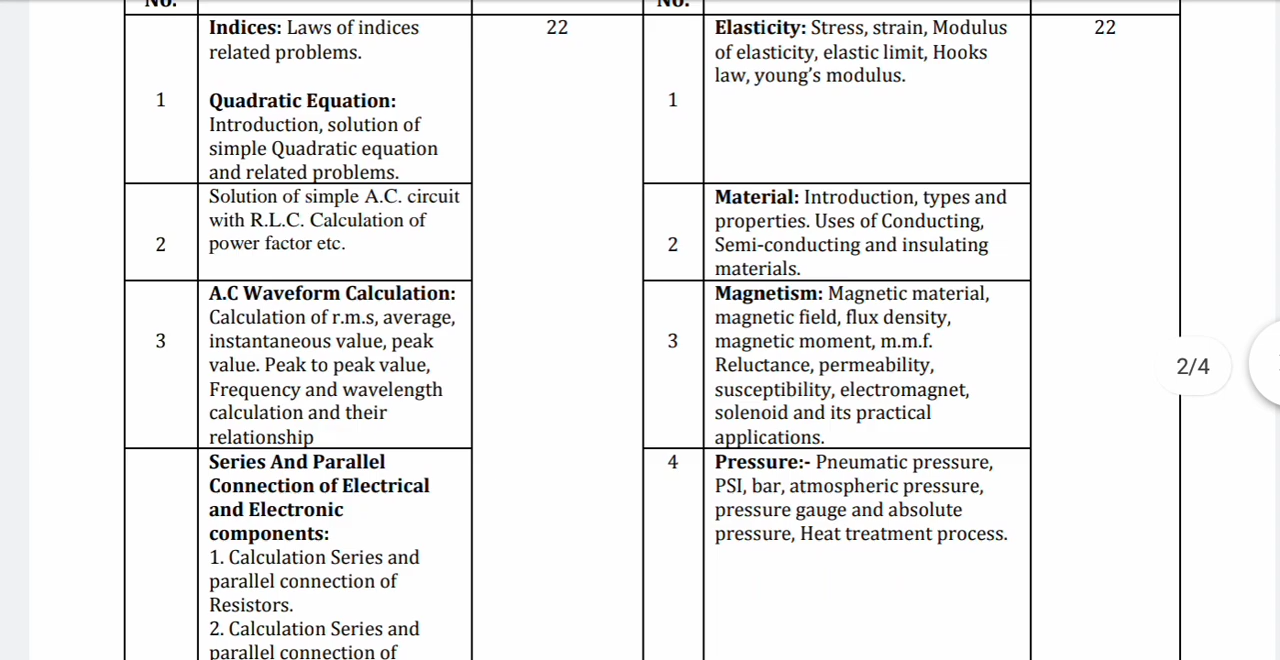 No.
No.
Indices: Laws of indices
related problems.
Quadratic Equation:
Introduction, solution of
simple Quadratic equation
and related problems.
1
22
Elasticity: Stress, strain, Modulus
of elasticity, elastic limit, Hooks
law, young’s modulus.
1
22
Solution of simple A.C. circuit
with R.L.C. Calculation of
power factor etc.
2
Material: Introduction, types and
properties. Uses of Conducting,
Semi-conducting and insulating
materials.
2
A.C Waveform Calculation:
Calculation of r.m.s, average,
instantaneous value, peak
value. Peak to peak value,
Frequency and wavelength
calculation and their
relationship
3
Magnetism: Magnetic material,
magnetic field, flux density,
magnetic moment, m.m.f.
Reluctance, permeability,
susceptibility, electromagnet,
solenoid and its practical
applications.
3
2/4
Series And Parallel
Connection of Electrical
and Electronic
components:
1. Calculation Series and
parallel connection of
Resistors.
2. Calculation Series and
parallel connection of
4
Pressure:- Pneumatic pressure,
PSI, bar, atmospheric pressure,
pressure gauge and absolute
pressure, Heat treatment process.